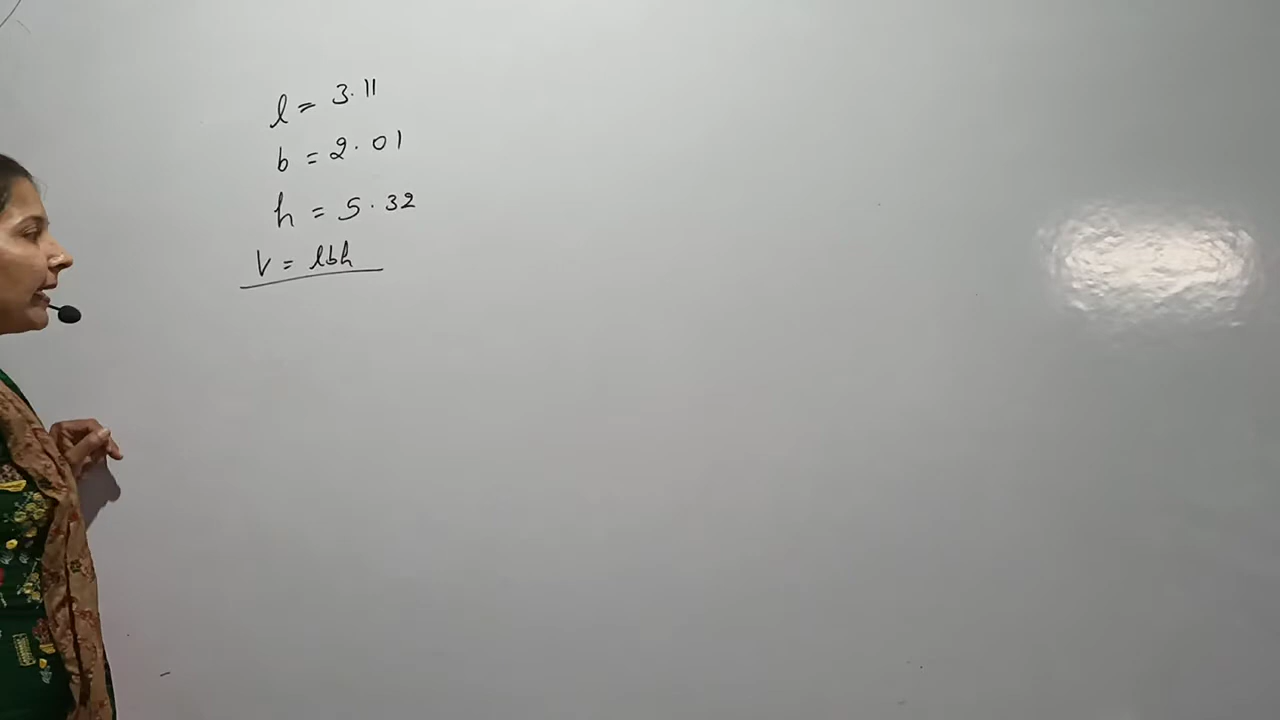 l = 3.11
b = 2.01
h = 5.32
V = lbh